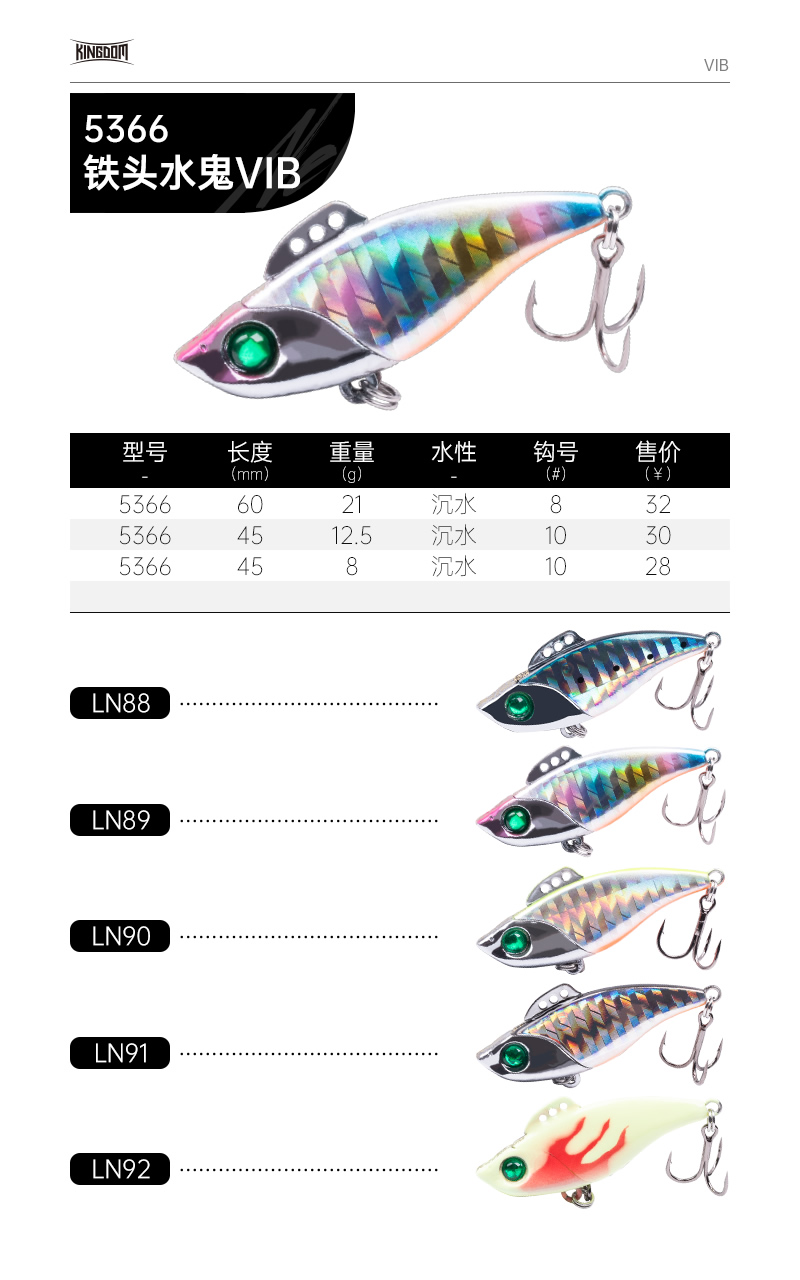 KINGDOM
VIB
5366
铁头水鬼VIB
型号 长度 重量 水性 钩号 售价
- (mm) (g) - (#) (￥)
5366 60 21 沉水 8 32
5366 45 12.5 沉水 10 30
5366 45 8 沉水 10 28
LN88
LN89
LN90
LN91
LN92